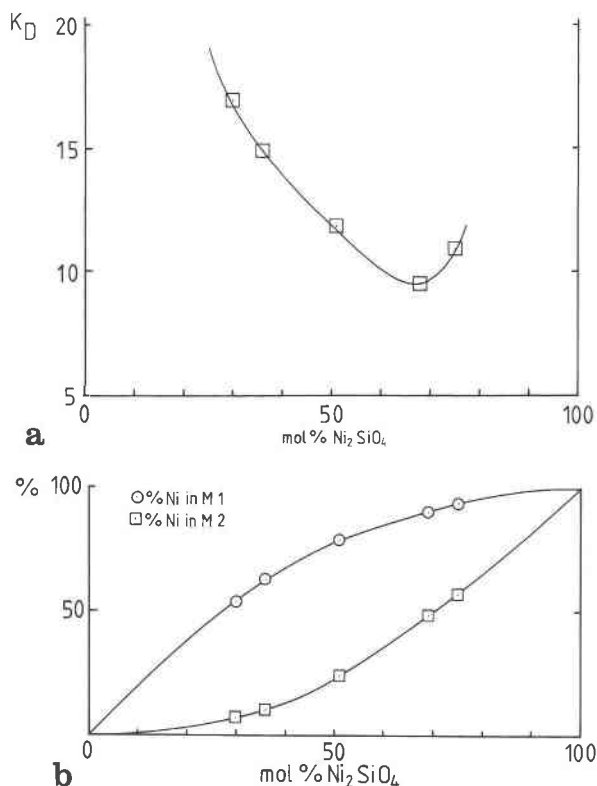 K_D
20
15
10
5
0 50 100
a
mol % Ni₂SiO₄
% 100
○ % Ni in M 1
□ % Ni in M 2
50
0 50 100
b
mol % Ni₂SiO₄